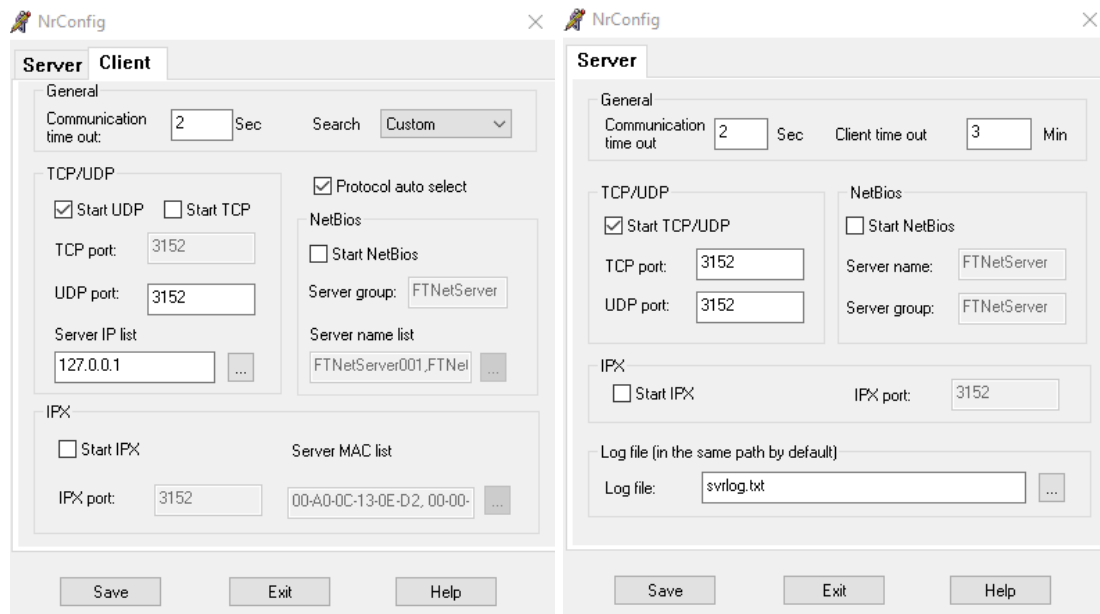 NrConfig
Server Client
General
Communication time out: 2 Sec Search Custom
TCP/UDP
Start UDP Start TCP
TCP port: 3152
UDP port: 3152
Server IP list
127.0.0.1 ...
Protocol auto select
NetBios
Start NetBios
Server group: FTNetServer
Server name list
FTNetServer001,FTNet ...
IPX
Start IPX Server MAC list
IPX port: 3152 00-A0-0C-13-0E-D2, 00-00- ...
Save Exit Help
NrConfig
Server
General
Communication time out 2 Sec Client time out 3 Min
TCP/UDP
Start TCP/UDP
TCP port: 3152
UDP port: 3152
NetBios
Start NetBios
Server name: FTNetServer
Server group: FTNetServer
IPX
Start IPX IPX port: 3152
Log file (in the same path by default)
Log file: svrlog.txt ...
Save Exit Help